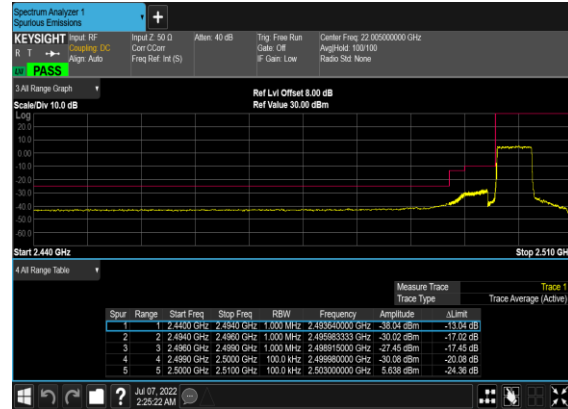 Spectrum Analyzer 1
Spurious Emissions
+
KEYSIGHT Input: RF Input Z: 50 Ω Atten: 40 dB Trig: Free Run Center Freq: 22.005000000 GHz
R T Coupling: DC Corr CCorr Gate: Off Avg|Hold: 100/100
Align: Auto Freq Ref: Int (S) IF Gain: Low Radio Std: None
PASS
3 All Range Graph
Ref Lvl Offset 8.00 dB
Scale/Div 10.0 dB Ref Value 30.00 dBm
Log
20.0
10.0
0.00
-10.0
-20.0
-30.0
-40.0
-50.0
-60.0
Start 2.440 GHz Stop 2.510 GH
4 All Range Table
Measure Trace Trace 1
Trace Type Trace Average (Active)
Spur Range Start Freq Stop Freq RBW Frequency Amplitude ΔLimit
1 1 2.4400 GHz 2.4940 GHz 1.000 MHz 2.493640000 GHz -38.04 dBm -13.04 dB
2 2 2.4940 GHz 2.4960 GHz 1.000 MHz 2.495983333 GHz -30.02 dBm -17.02 dB
3 3 2.4960 GHz 2.4990 GHz 1.000 MHz 2.498915000 GHz -27.45 dBm -17.45 dB
4 4 2.4990 GHz 2.5000 GHz 100.0 kHz 2.499980000 GHz -30.08 dBm -20.08 dB
5 5 2.5000 GHz 2.5100 GHz 100.0 kHz 2.503000000 GHz 5.638 dBm -24.36 dB
? Jul 07, 2022
2:25:22 AM